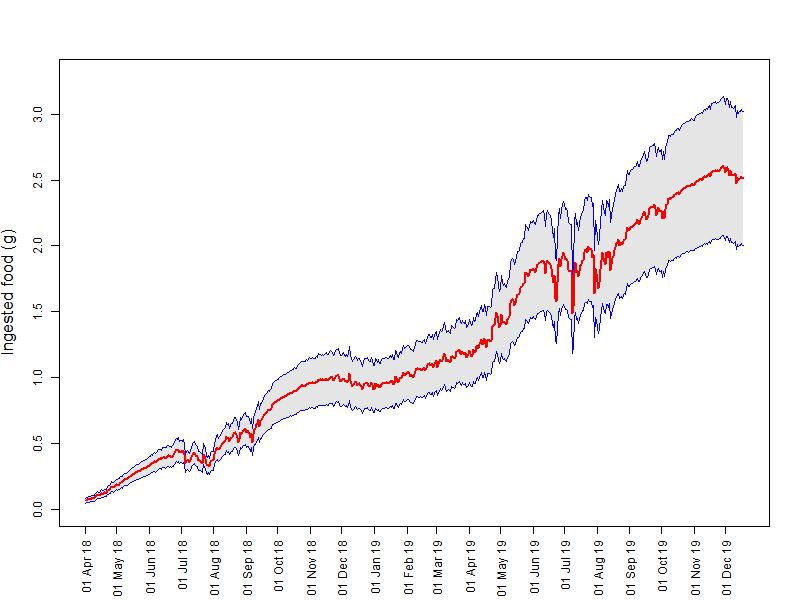 Ingested food (g)
3.0
2.5
2.0
1.5
1.0
0.5
0.0
01 Apr 18
01 May 18
01 Jun 18
01 Jul 18
01 Aug 18
01 Sep 18
01 Oct 18
01 Nov 18
01 Dec 18
01 Jan 19
01 Feb 19
01 Mar 19
01 Apr 19
01 May 19
01 Jun 19
01 Jul 19
01 Aug 19
01 Sep 19
01 Oct 19
01 Nov 19
01 Dec 19